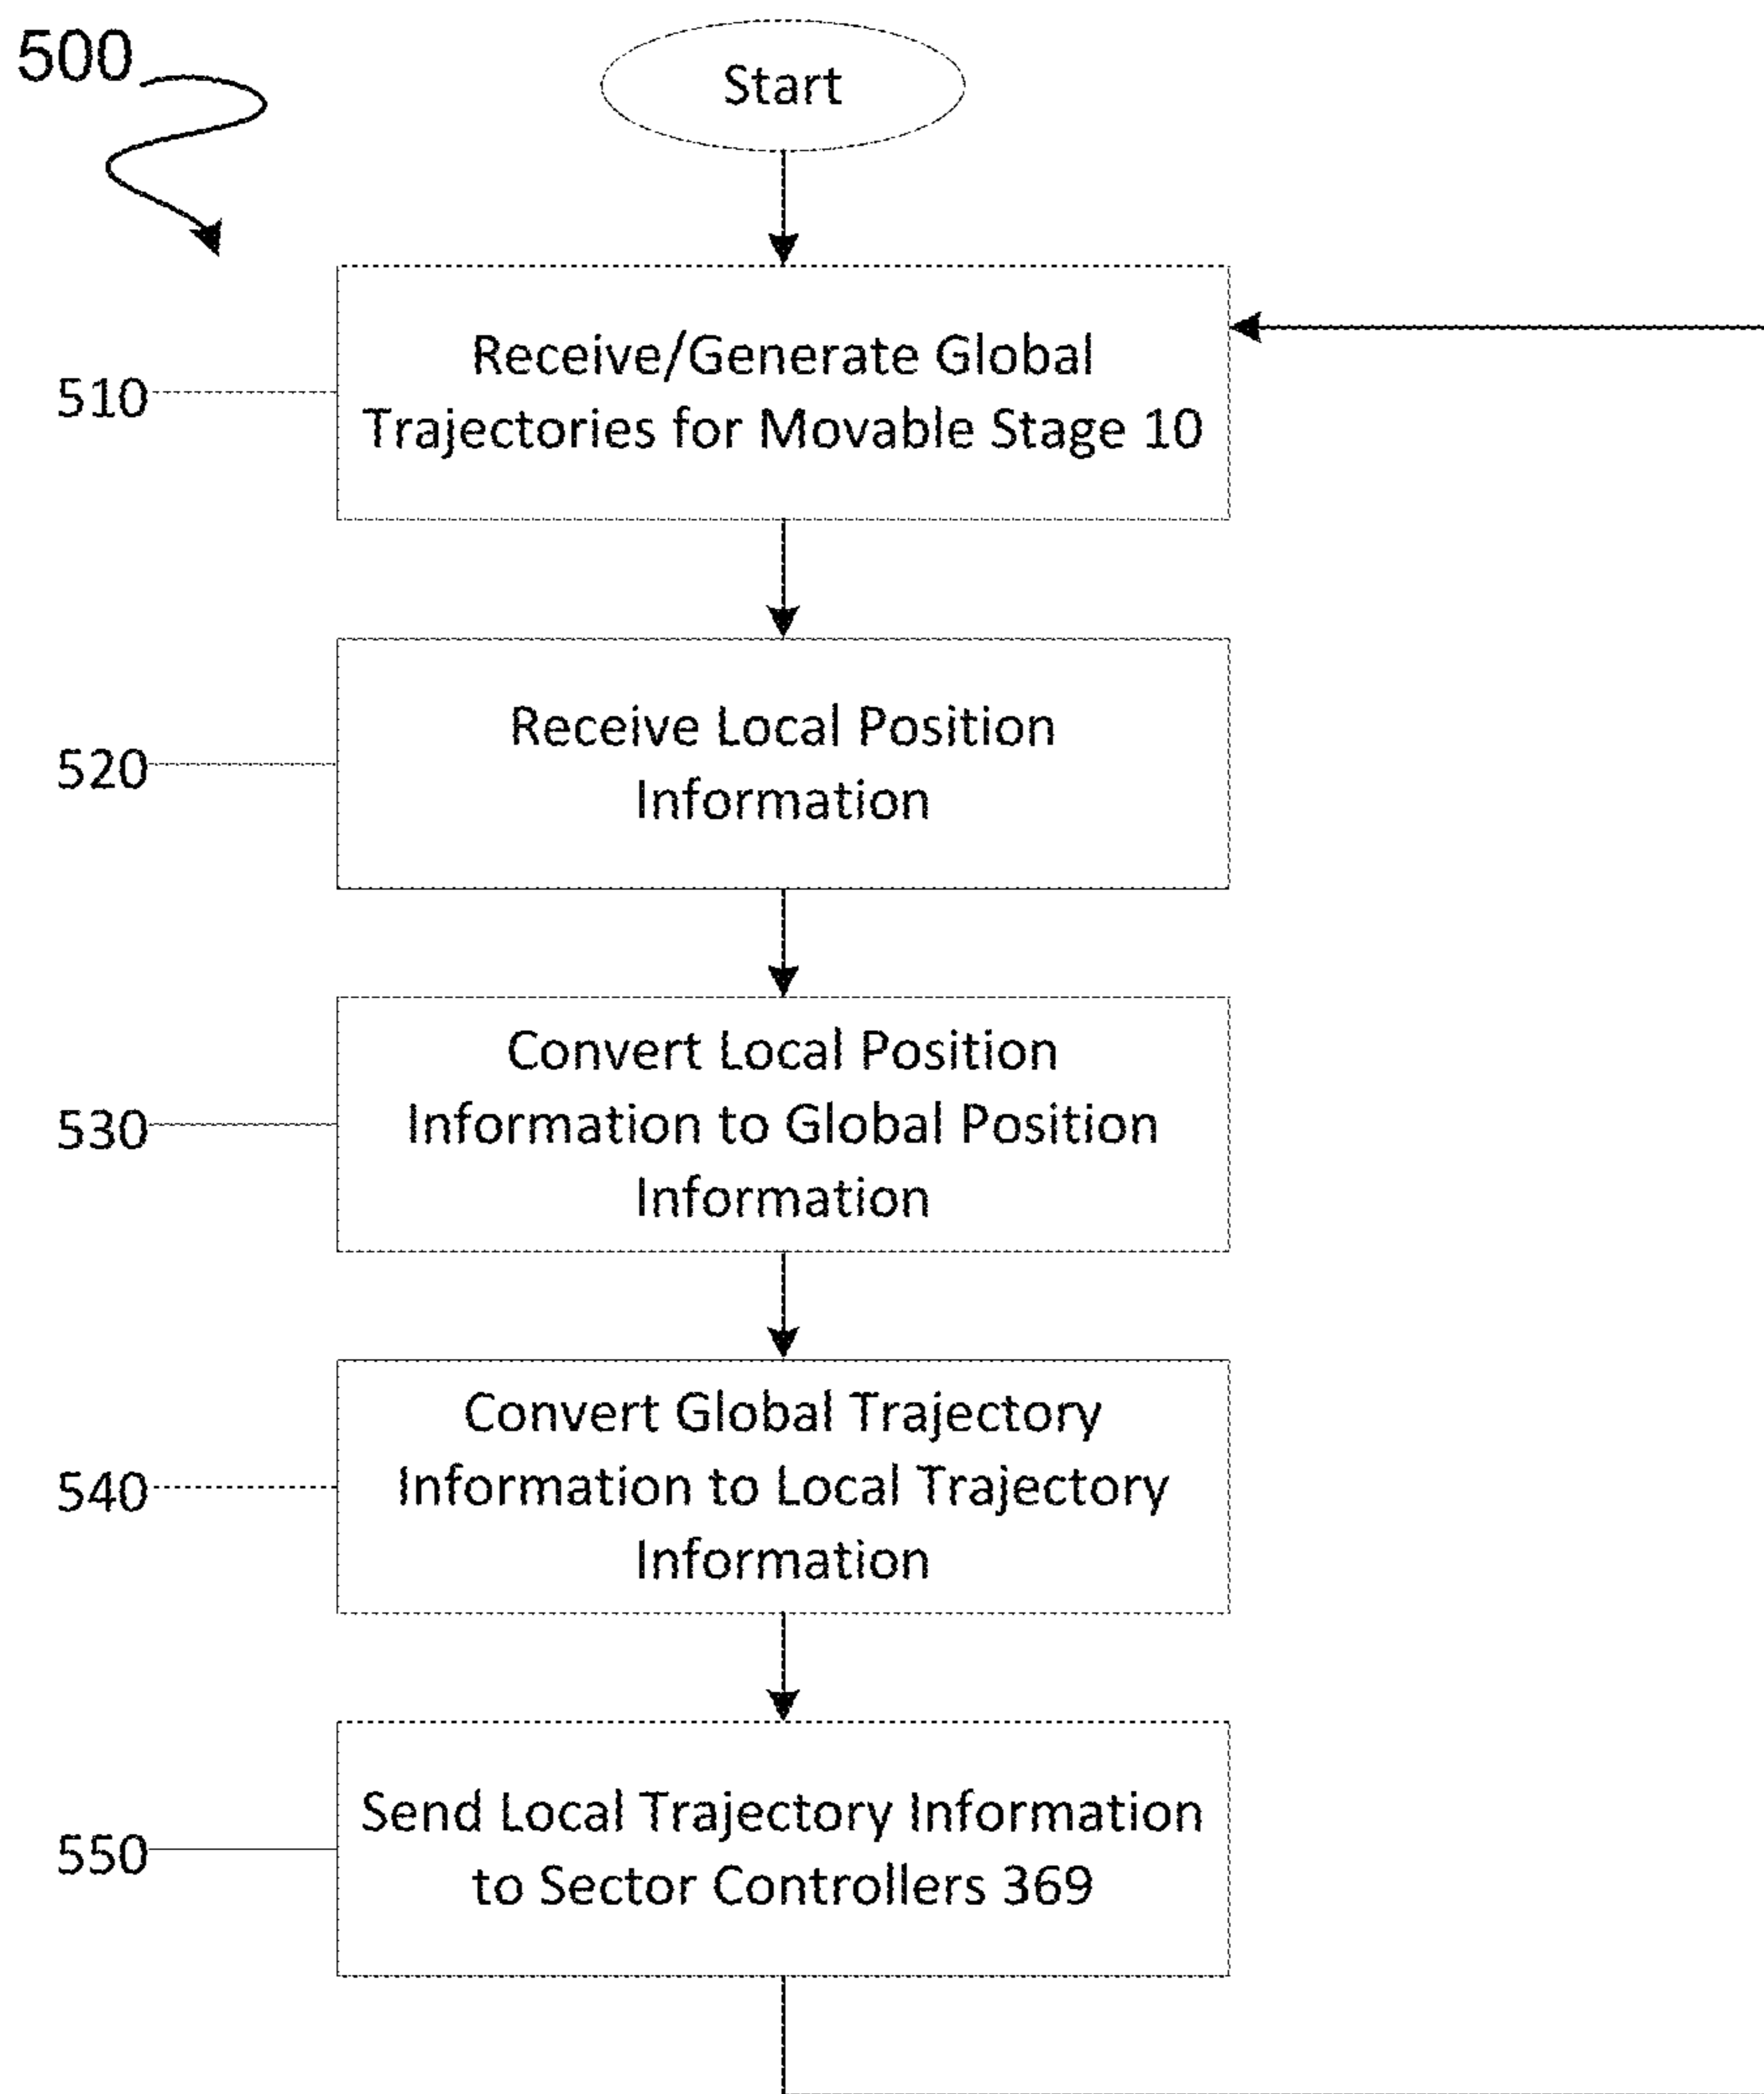 500
Start
510
Receive/Generate Global
Trajectories for Movable Stage 10
520
Receive Local Position
Information
530
Convert Local Position
Information to Global Position
Information
540
Convert Global Trajectory
Information to Local Trajectory
Information
550
Send Local Trajectory Information
to Sector Controllers 369